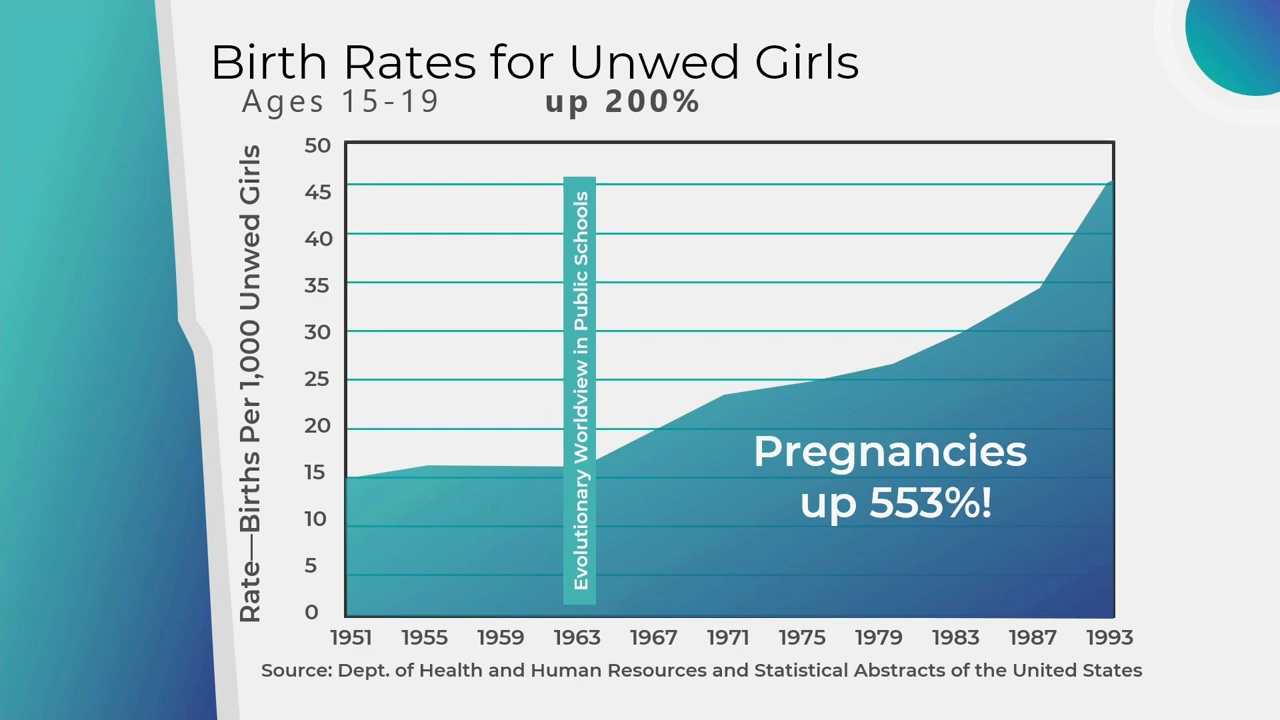 Birth Rates for Unwed Girls
Ages 15-19 up 200%
Rate—Births Per 1,000 Unwed Girls
50
45
40
35
30
25
20
15
10
5
0
Evolutionary Worldview in Public Schools
Pregnancies
up 553%!
1951 1955 1959 1963 1967 1971 1975 1979 1983 1987 1993
Source: Dept. of Health and Human Resources and Statistical Abstracts of the United States